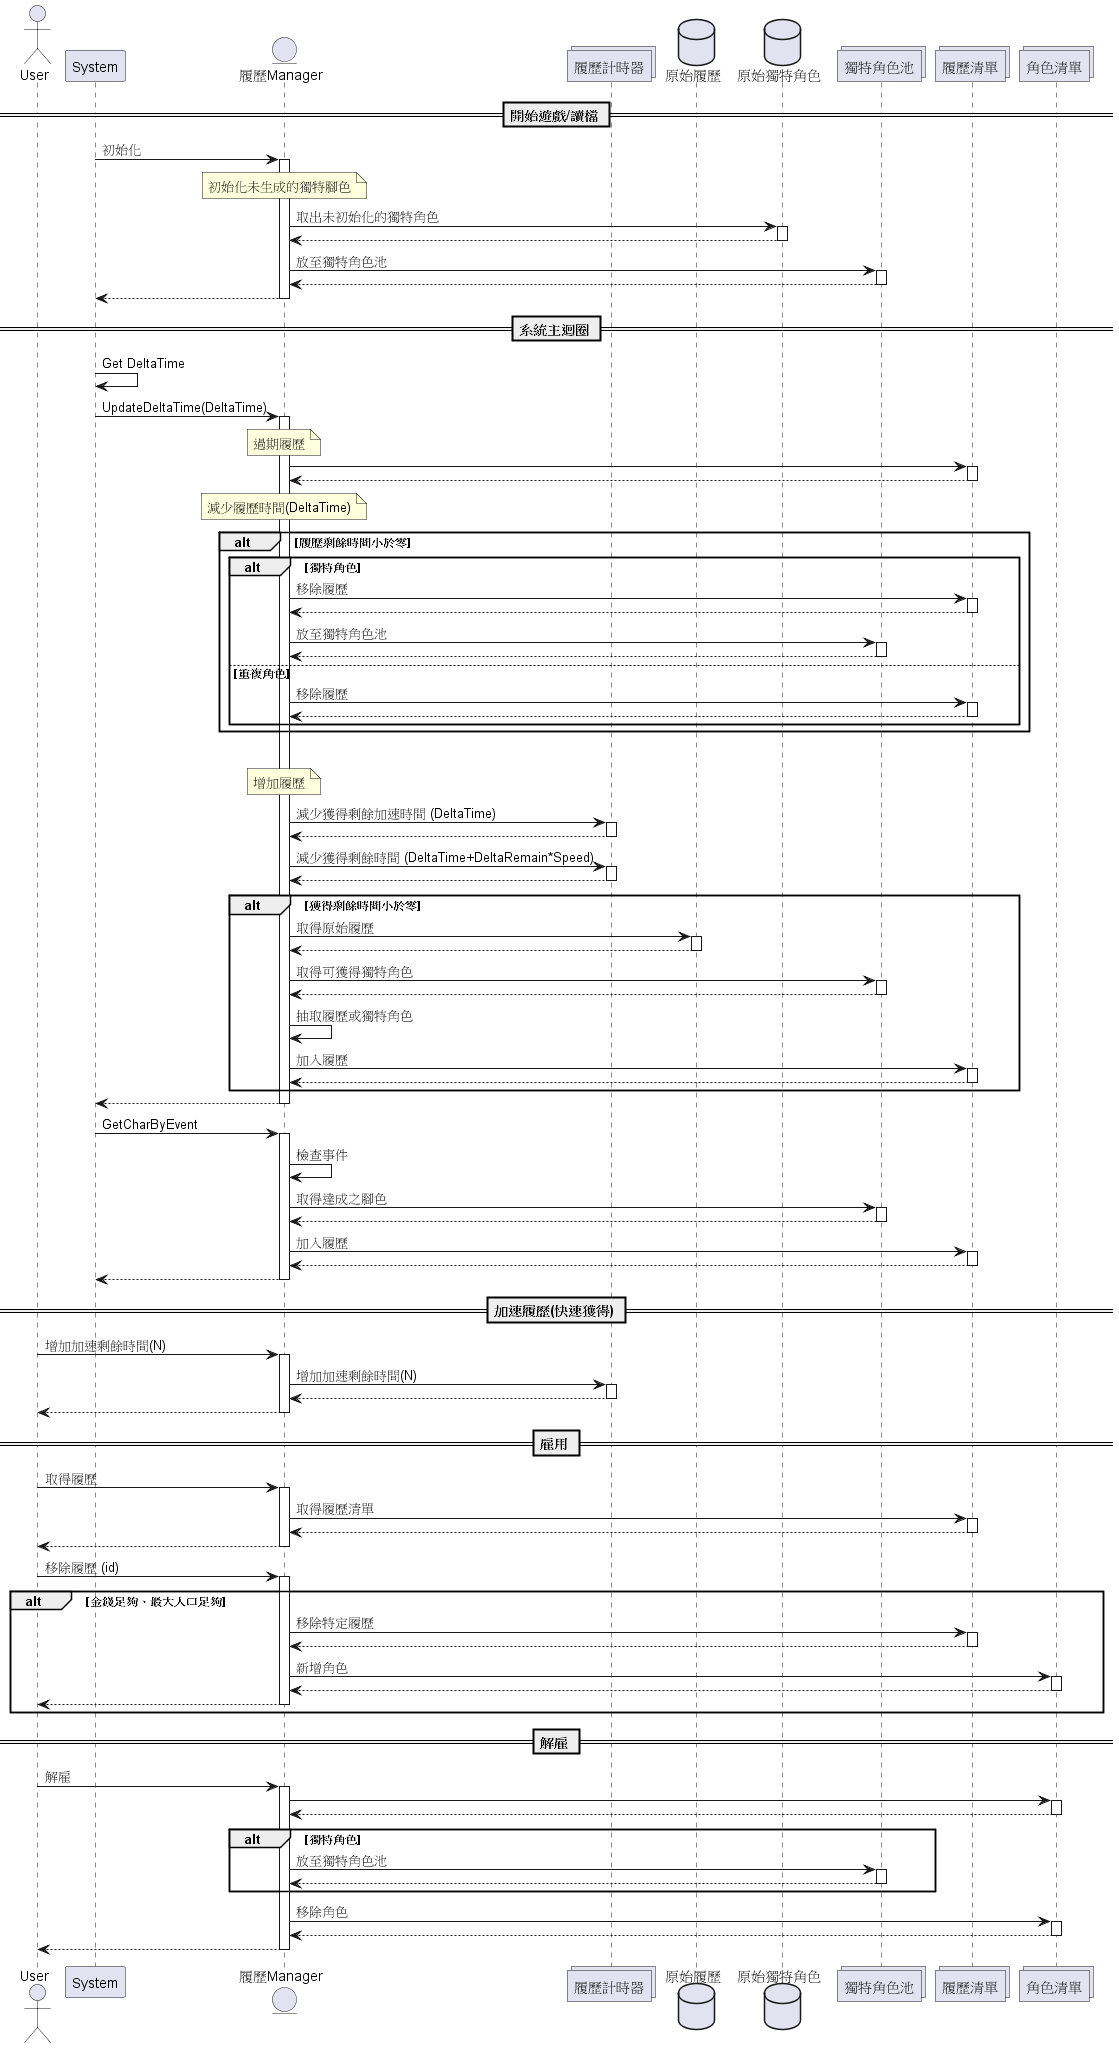 User
System
履歷Manager
履歷計時器
原始履歷
原始獨特角色
獨特角色池
履歷清單
角色清單
開始遊戲/讀檔
初始化
初始化未生成的獨特腳色
取出未初始化的獨特角色
放至獨特角色池
系統主迴圈
Get DeltaTime
UpdateDeltaTime(DeltaTime)
過期履歷
減少履歷時間(DeltaTime)
alt [履歷剩餘時間小於零]
alt [獨特角色]
移除履歷
放至獨特角色池
[重複角色]
移除履歷
增加履歷
減少獲得剩餘加速時間 (DeltaTime)
減少獲得剩餘時間 (DeltaTime+DeltaRemain*Speed)
alt [獲得剩餘時間小於零]
取得原始履歷
取得可獲得獨特角色
抽取履歷或獨特角色
加入履歷
GetCharByEvent
檢查事件
取得達成之腳色
加入履歷
加速履歷(快速獲得)
增加加速剩餘時間(N)
增加加速剩餘時間(N)
雇用
取得履歷
取得履歷清單
移除履歷 (id)
alt [金錢足夠、最大人口足夠]
移除特定履歷
新增角色
解雇
解雇
alt [獨特角色]
放至獨特角色池
移除角色
User
System
履歷Manager
履歷計時器
原始履歷
原始獨特角色
獨特角色池
履歷清單
角色清單